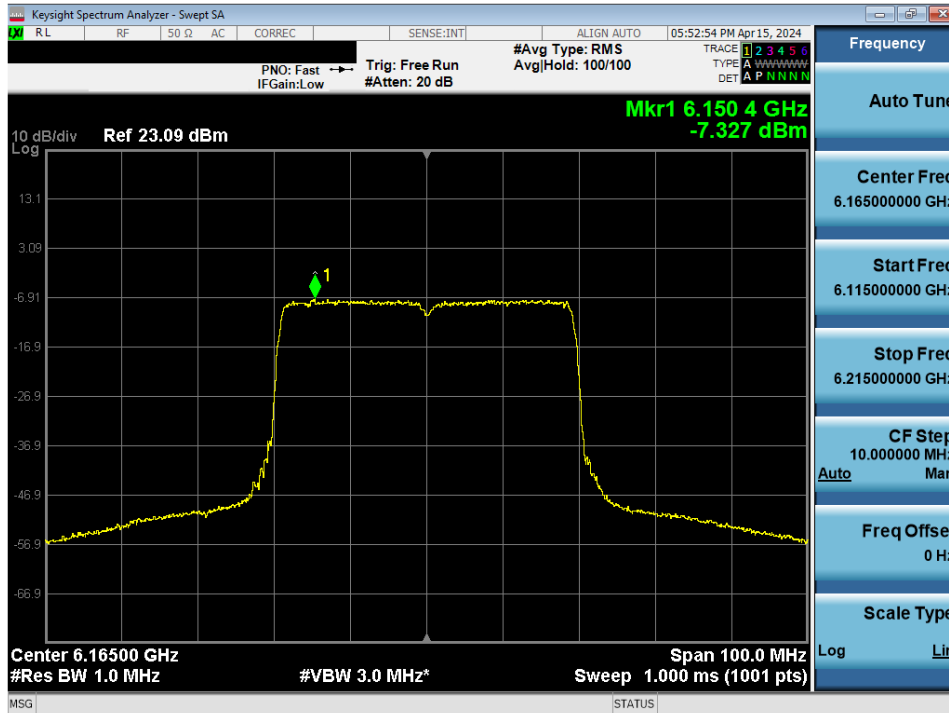 Keysight Spectrum Analyzer - Swept SA
LXI RL RF 50 Ω AC CORREC SENSE:INT ALIGN AUTO 05:52:54 PM Apr 15, 2024
PNO: Fast
IFGain:Low
Trig: Free Run
#Atten: 20 dB
#Avg Type: RMS
Avg|Hold: 100/100
TRACE 1 2 3 4 5 6
TYPE A WWWWW
DET A P N N N N
Mkr1 6.150 4 GHz
-7.327 dBm
10 dB/div Ref 23.09 dBm
Log
13.1
3.09
-6.91
-16.9
-26.9
-36.9
-46.9
-56.9
-66.9
1
Center 6.16500 GHz Span 100.0 MHz
#Res BW 1.0 MHz #VBW 3.0 MHz* Sweep 1.000 ms (1001 pts)
MSG STATUS
Frequency
Auto Tune
Center Freq
6.165000000 GHz
Start Freq
6.115000000 GHz
Stop Freq
6.215000000 GHz
CF Step
10.000000 MHz
Auto Man
Freq Offset
0 Hz
Scale Type
Log Lin